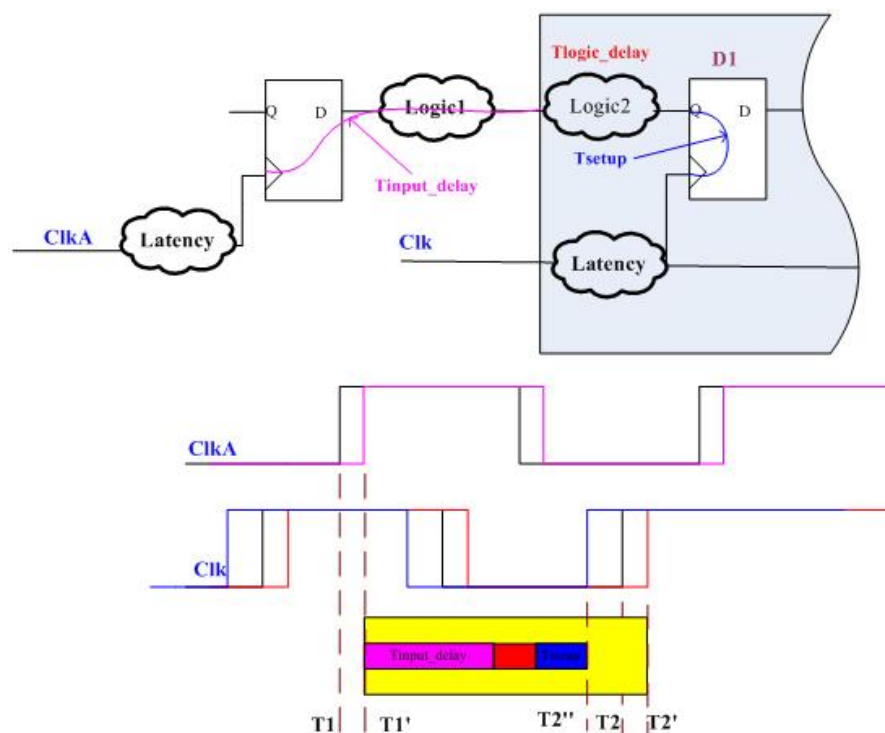 Tlogic_delay
D1
Q
D
Logic1
Logic2
Q
D
Tsetup
Tinput_delay
ClkA
Latency
Clk
Latency
ClkA
Clk
Tinput_delay
Tsetup
T1
T1'
T2''
T2
T2'